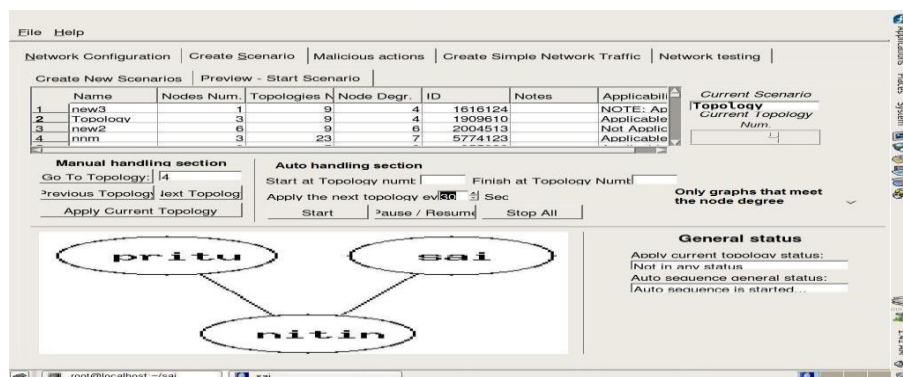 File Help
Network Configuration Create Scenario Malicious actions Create Simple Network Traffic Network testing
Create New Scenarios Preview - Start Scenario
Name Nodes Num. Topologies N Node Degr. ID Notes Applicabili
1 new3 1 9 4 1616124 NOTE: Ap
2 Topology 3 9 4 1909610 Applicable
3 new2 6 9 6 2004513 Not Applic
4 nnm 3 23 7 5774123 Applicable
Current Scenario
Topology
Current Topology
Num.
Manual handling section
Go To Topology: 4
Previous Topology Next Topolog
Apply Current Topology
Auto handling section
Start at Topology numb Finish at Topology Numb
Apply the next topology ev 30 Sec
Start Pause / Resume Stop All
Only graphs that meet
the node degree
pritu
sai
nitin
General status
Apply current topology status:
Not in any status
Auto sequence general status:
Auto sequence is started...
Applications Places System
root@localhost:~/sai
sai